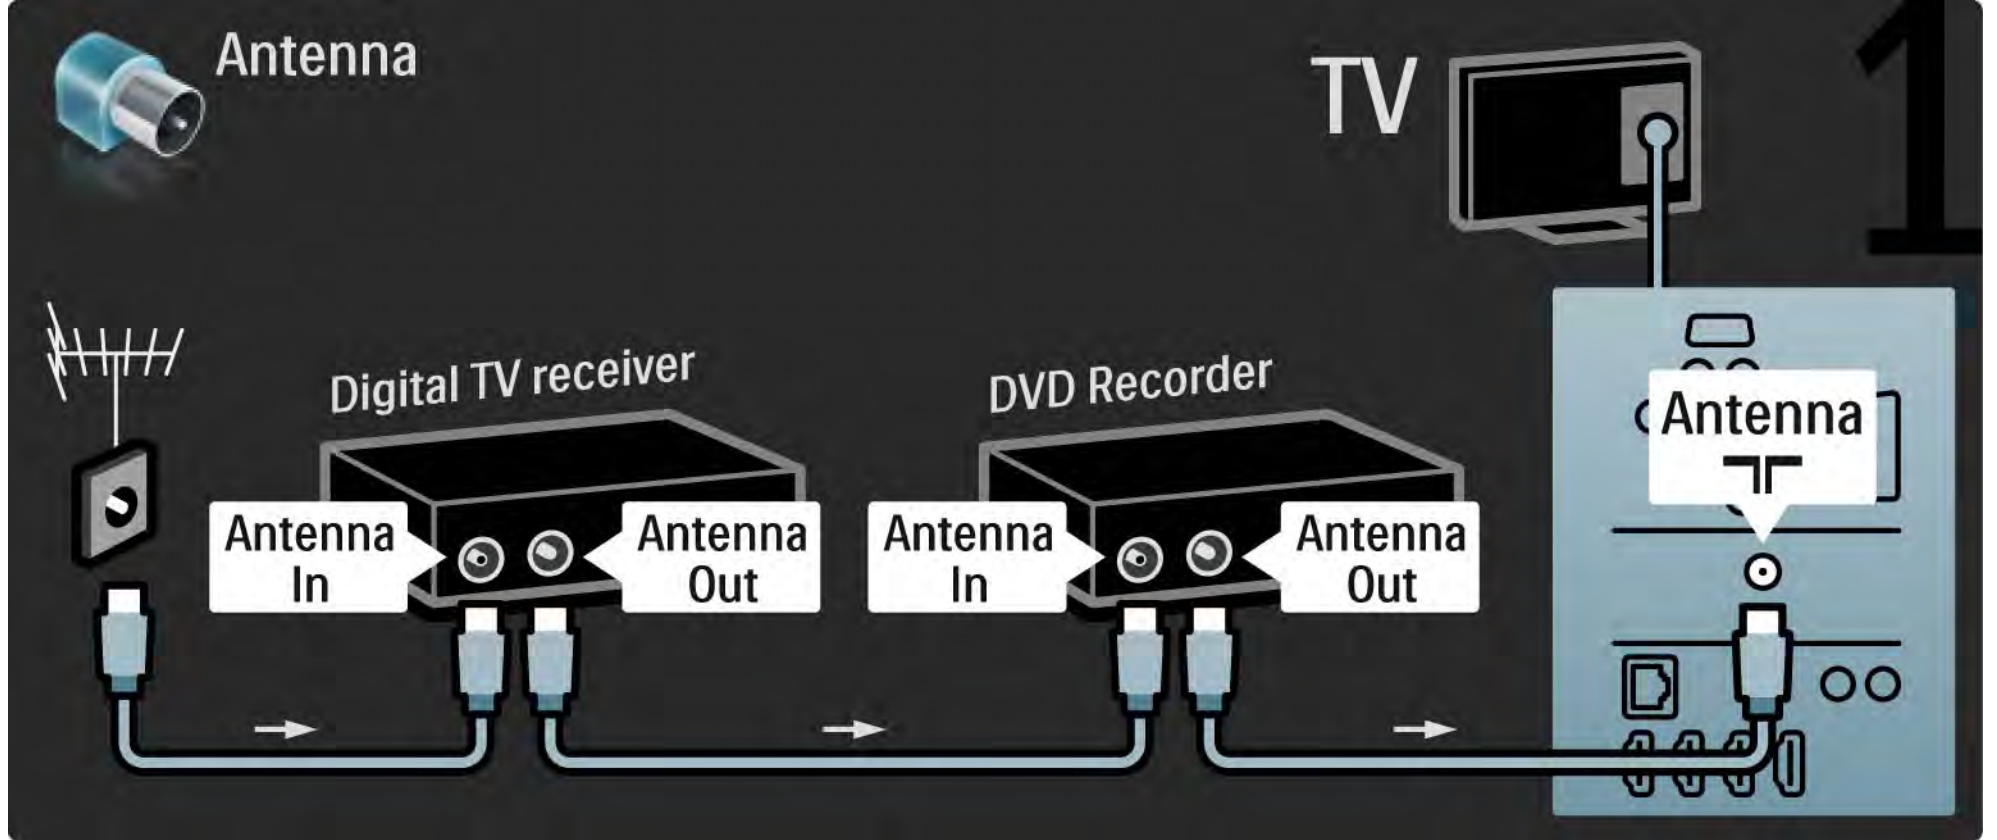 Antenna
TV
1
Digital TV receiver
DVD Recorder
Antenna
Antenna
In
Antenna
Out
Antenna
In
Antenna
Out